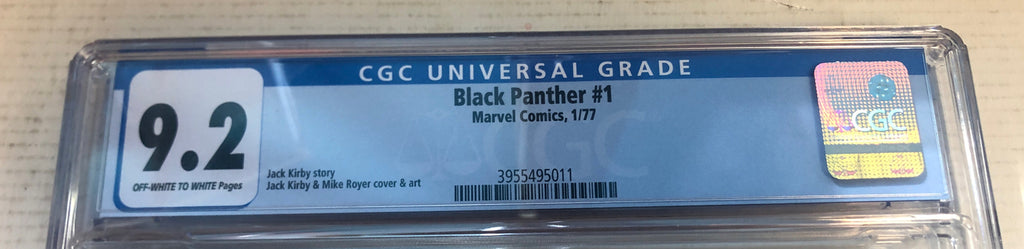 CGC UNIVERSAL GRADE
9.2
OFF-WHITE TO WHITE Pages
Black Panther #1
Marvel Comics, 1/77
Jack Kirby story
Jack Kirby & Mike Royer cover & art
3955495011
CGC
CGC